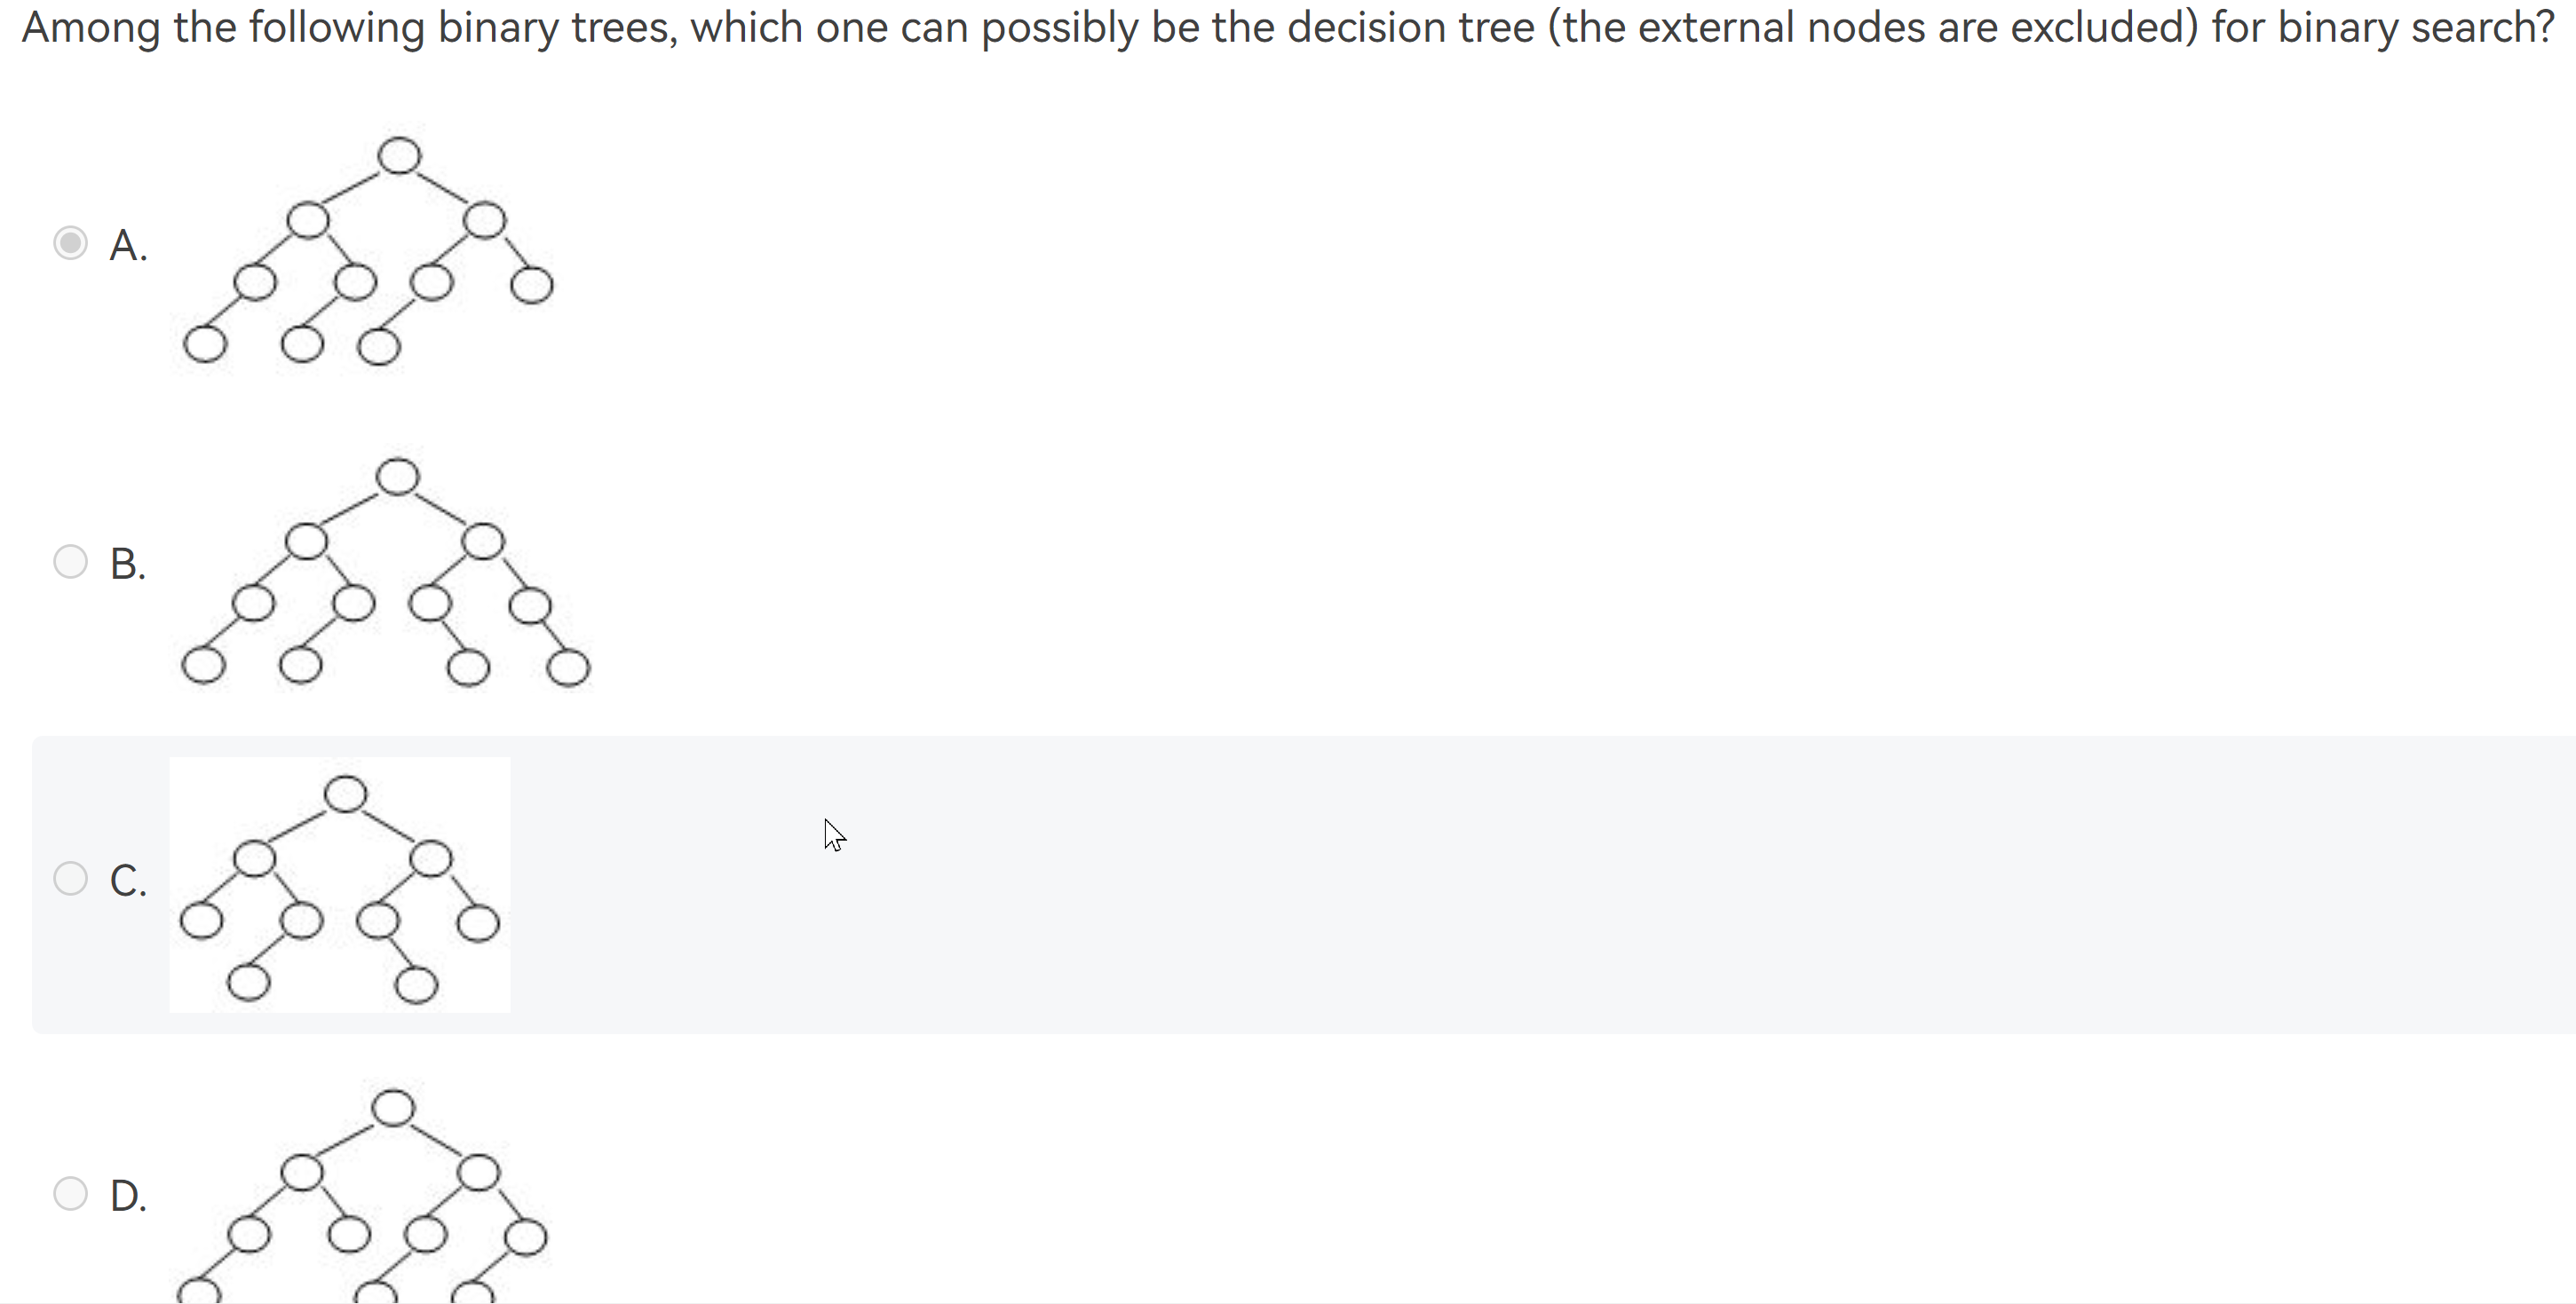 Among the following binary trees, which one can possibly be the decision tree (the external nodes are excluded) for binary search?
A.
B.
C.
D.